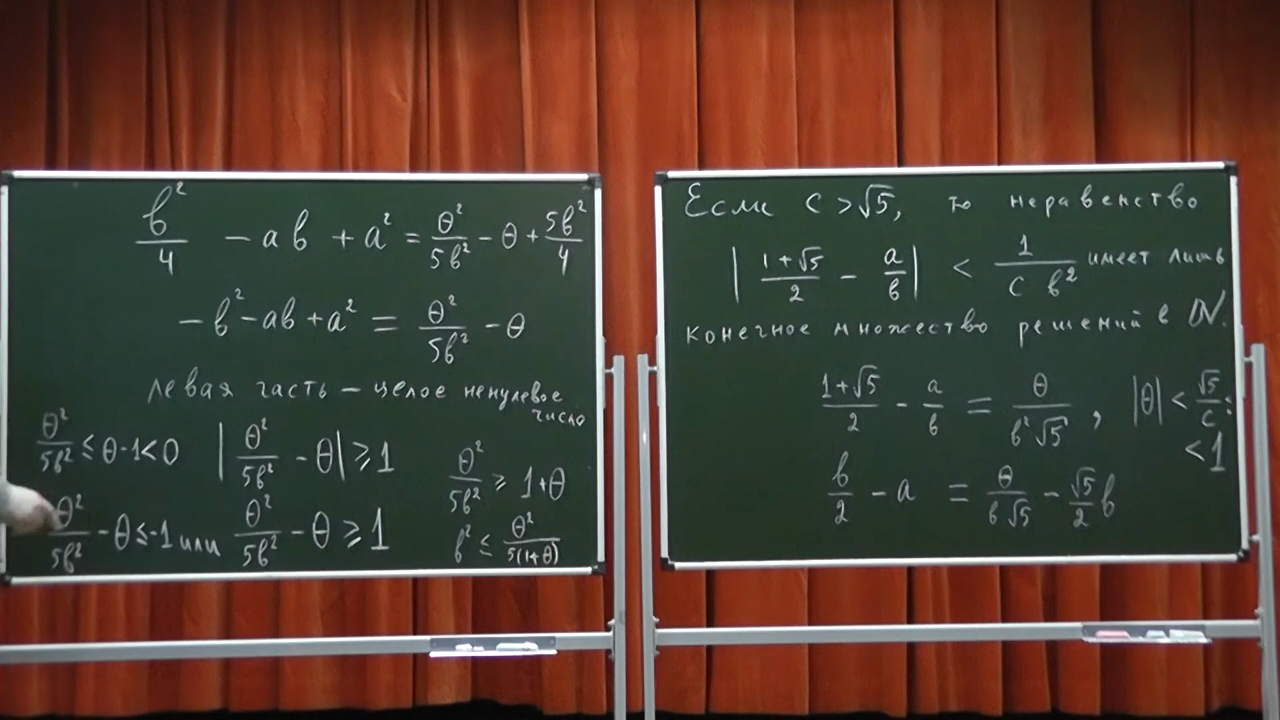 b²/4 - ab + a² = θ²/5b² - θ + 5b²/4
-b² - ab + a² = θ²/5b² - θ
левая часть — целое ненулевое
число
θ²/5b² ≤ θ-1 < 0 |θ²/5b² - θ| ≥ 1 θ²/5b² ≥ 1+θ
θ²/5b² - θ ≤ -1 или θ²/5b² - θ ≥ 1 b² ≤ θ²/5(1+θ)
Если c > √5, то неравенство
|1+√5/2 - a/b| < 1/c b² имеет лишь
конечное множество решений в ℕ.
1+√5/2 - a/b = θ/b²√5, |θ| < √5/c <
< 1
b/2 - a = θ/b√5 - √5/2 b